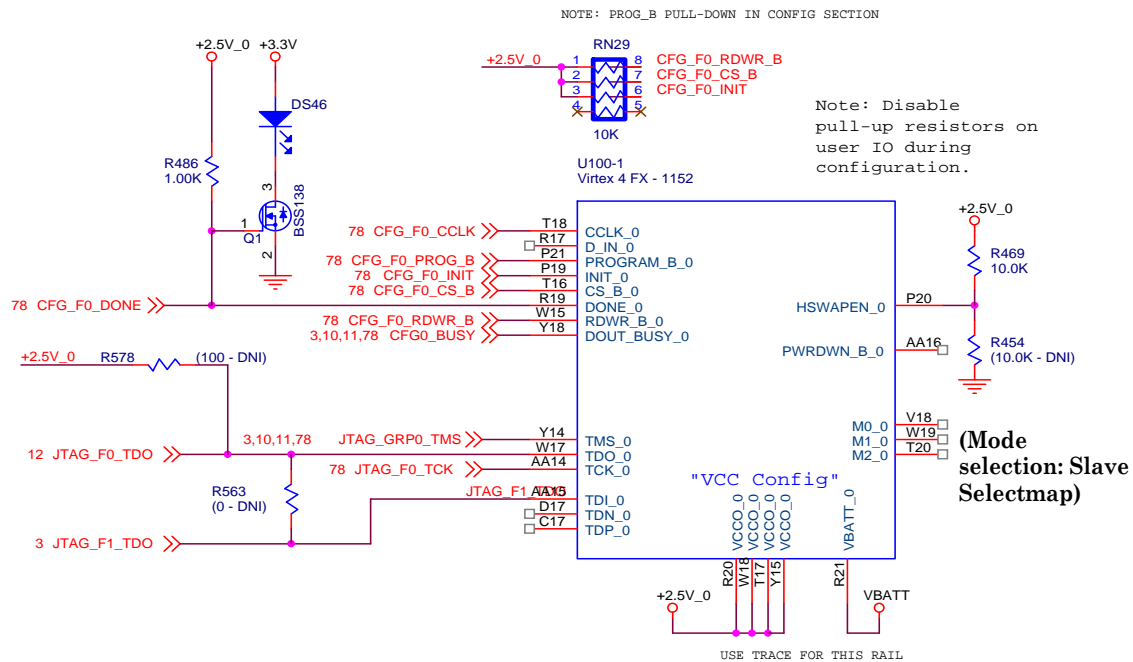 NOTE: PROG_B PULL-DOWN IN CONFIG SECTION
+2.5V_0
+3.3V
RN29
+2.5V_0
1
8
CFG_F0_RDWR_B
2
7
CFG_F0_CS_B
3
6
CFG_F0_INIT
4
5
10K
DS46
Note: Disable
pull-up resistors on
user IO during
configuration.
R486
1.00K
3
1
Q1
BSS138
2
U100-1
Virtex 4 FX - 1152
78 CFG_F0_CCLK
T18
CCLK_0
R17
D_IN_0
78 CFG_F0_PROG_B
P21
PROGRAM_B_0
78 CFG_F0_INIT
P19
INIT_0
78 CFG_F0_CS_B
T16
CS_B_0
78 CFG_F0_DONE
R19
DONE_0
78 CFG_F0_RDWR_B
W15
RDWR_B_0
3,10,11,78 CFG0_BUSY
Y18
DOUT_BUSY_0
+2.5V_0
R469
10.0K
HSWAPEN_0
P20
PWRDWN_B_0
AA16
R454
(10.0K - DNI)
+2.5V_0
R578
(100 - DNI)
M0_0
V18
M1_0
W19
M2_0
T20
(Mode
selection: Slave
Selectmap)
3,10,11,78
JTAG_GRP0_TMS
Y14
TMS_0
12 JTAG_F0_TDO
W17
TDO_0
78 JTAG_F0_TCK
AA14
TCK_0
R563
(0 - DNI)
JTAG_F1_TDO
AA15
TDI_0
D17
TDN_0
C17
TDP_0
3 JTAG_F1_TDO
"VCC Config"
VCCO_0
VCCO_0
VCCO_0
VCCO_0
VBATT_0
R20
W18
T17
Y15
R21
+2.5V_0
VBATT
USE TRACE FOR THIS RAIL